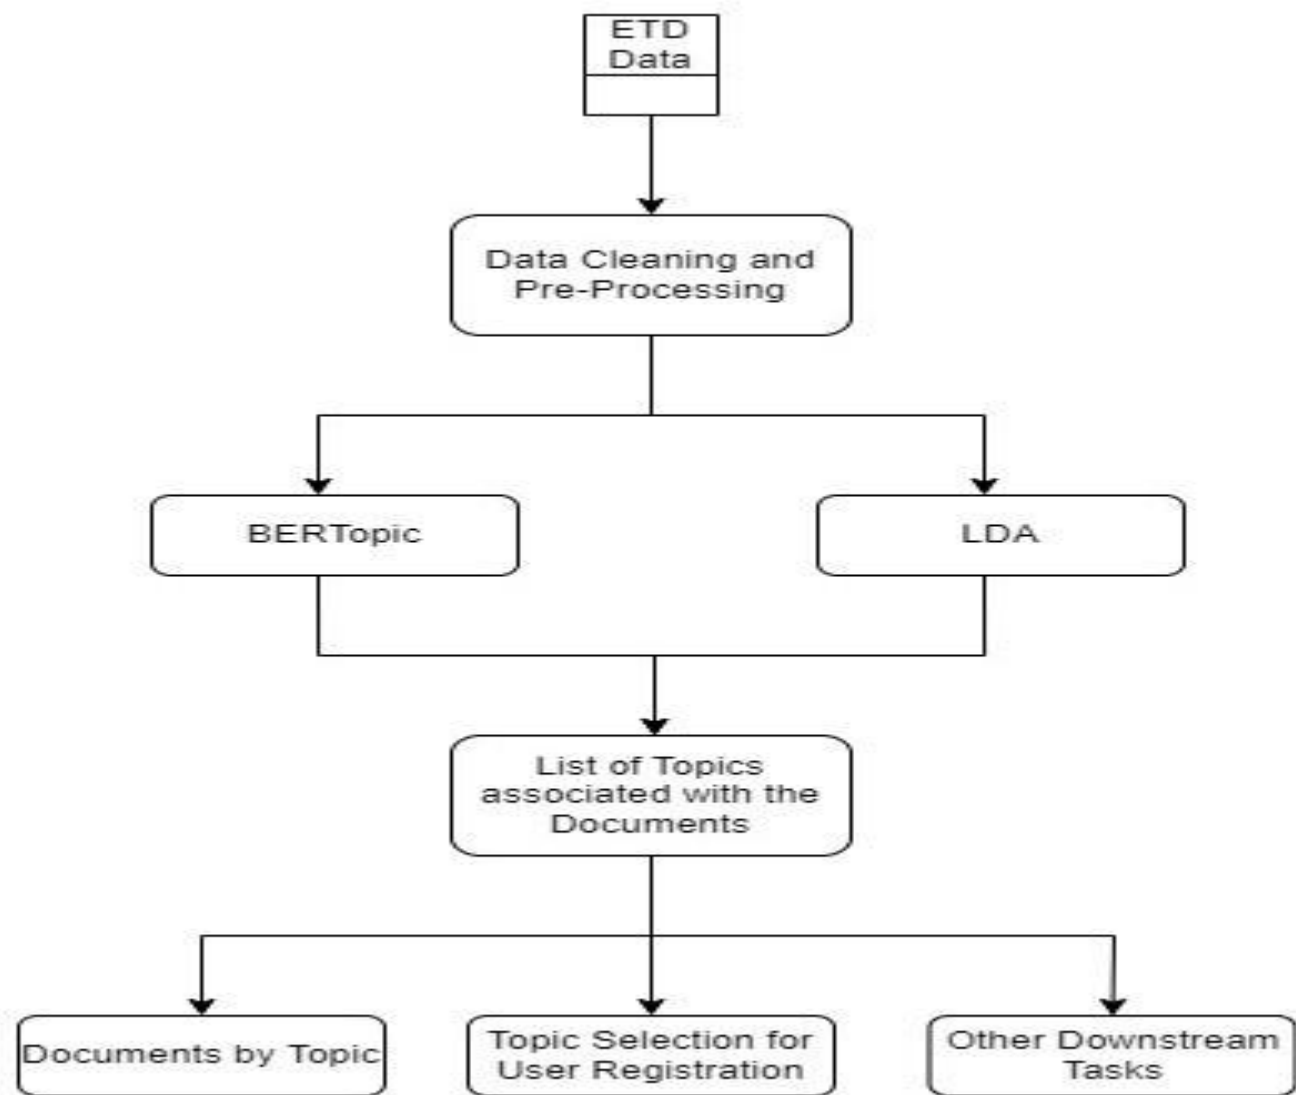 ETD
Data
Data Cleaning and
Pre-Processing
BERTopic
LDA
List of Topics
associated with the
Documents
Documents by Topic
Topic Selection for
User Registration
Other Downstream
Tasks